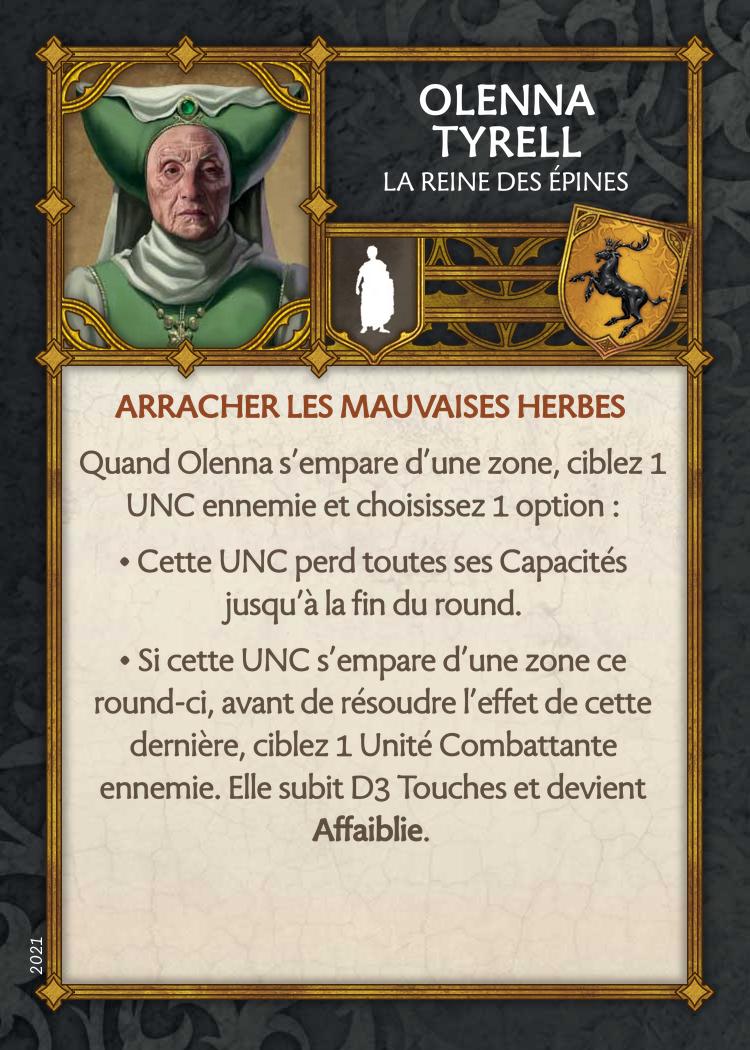 OLENNA
TYRELL
LA REINE DES ÉPINES
ARRACHER LES MAUVAISES HERBES
Quand Olenna s'empare d'une zone, ciblez 1
UNC ennemie et choisissez 1 option :
• Cette UNC perd toutes ses Capacités
jusqu'à la fin du round.
• Si cette UNC s'empare d'une zone ce
round-ci, avant de résoudre l'effet de cette
dernière, ciblez 1 Unité Combattante
ennemie. Elle subit D3 Touches et devient
Affaiblie.
2021